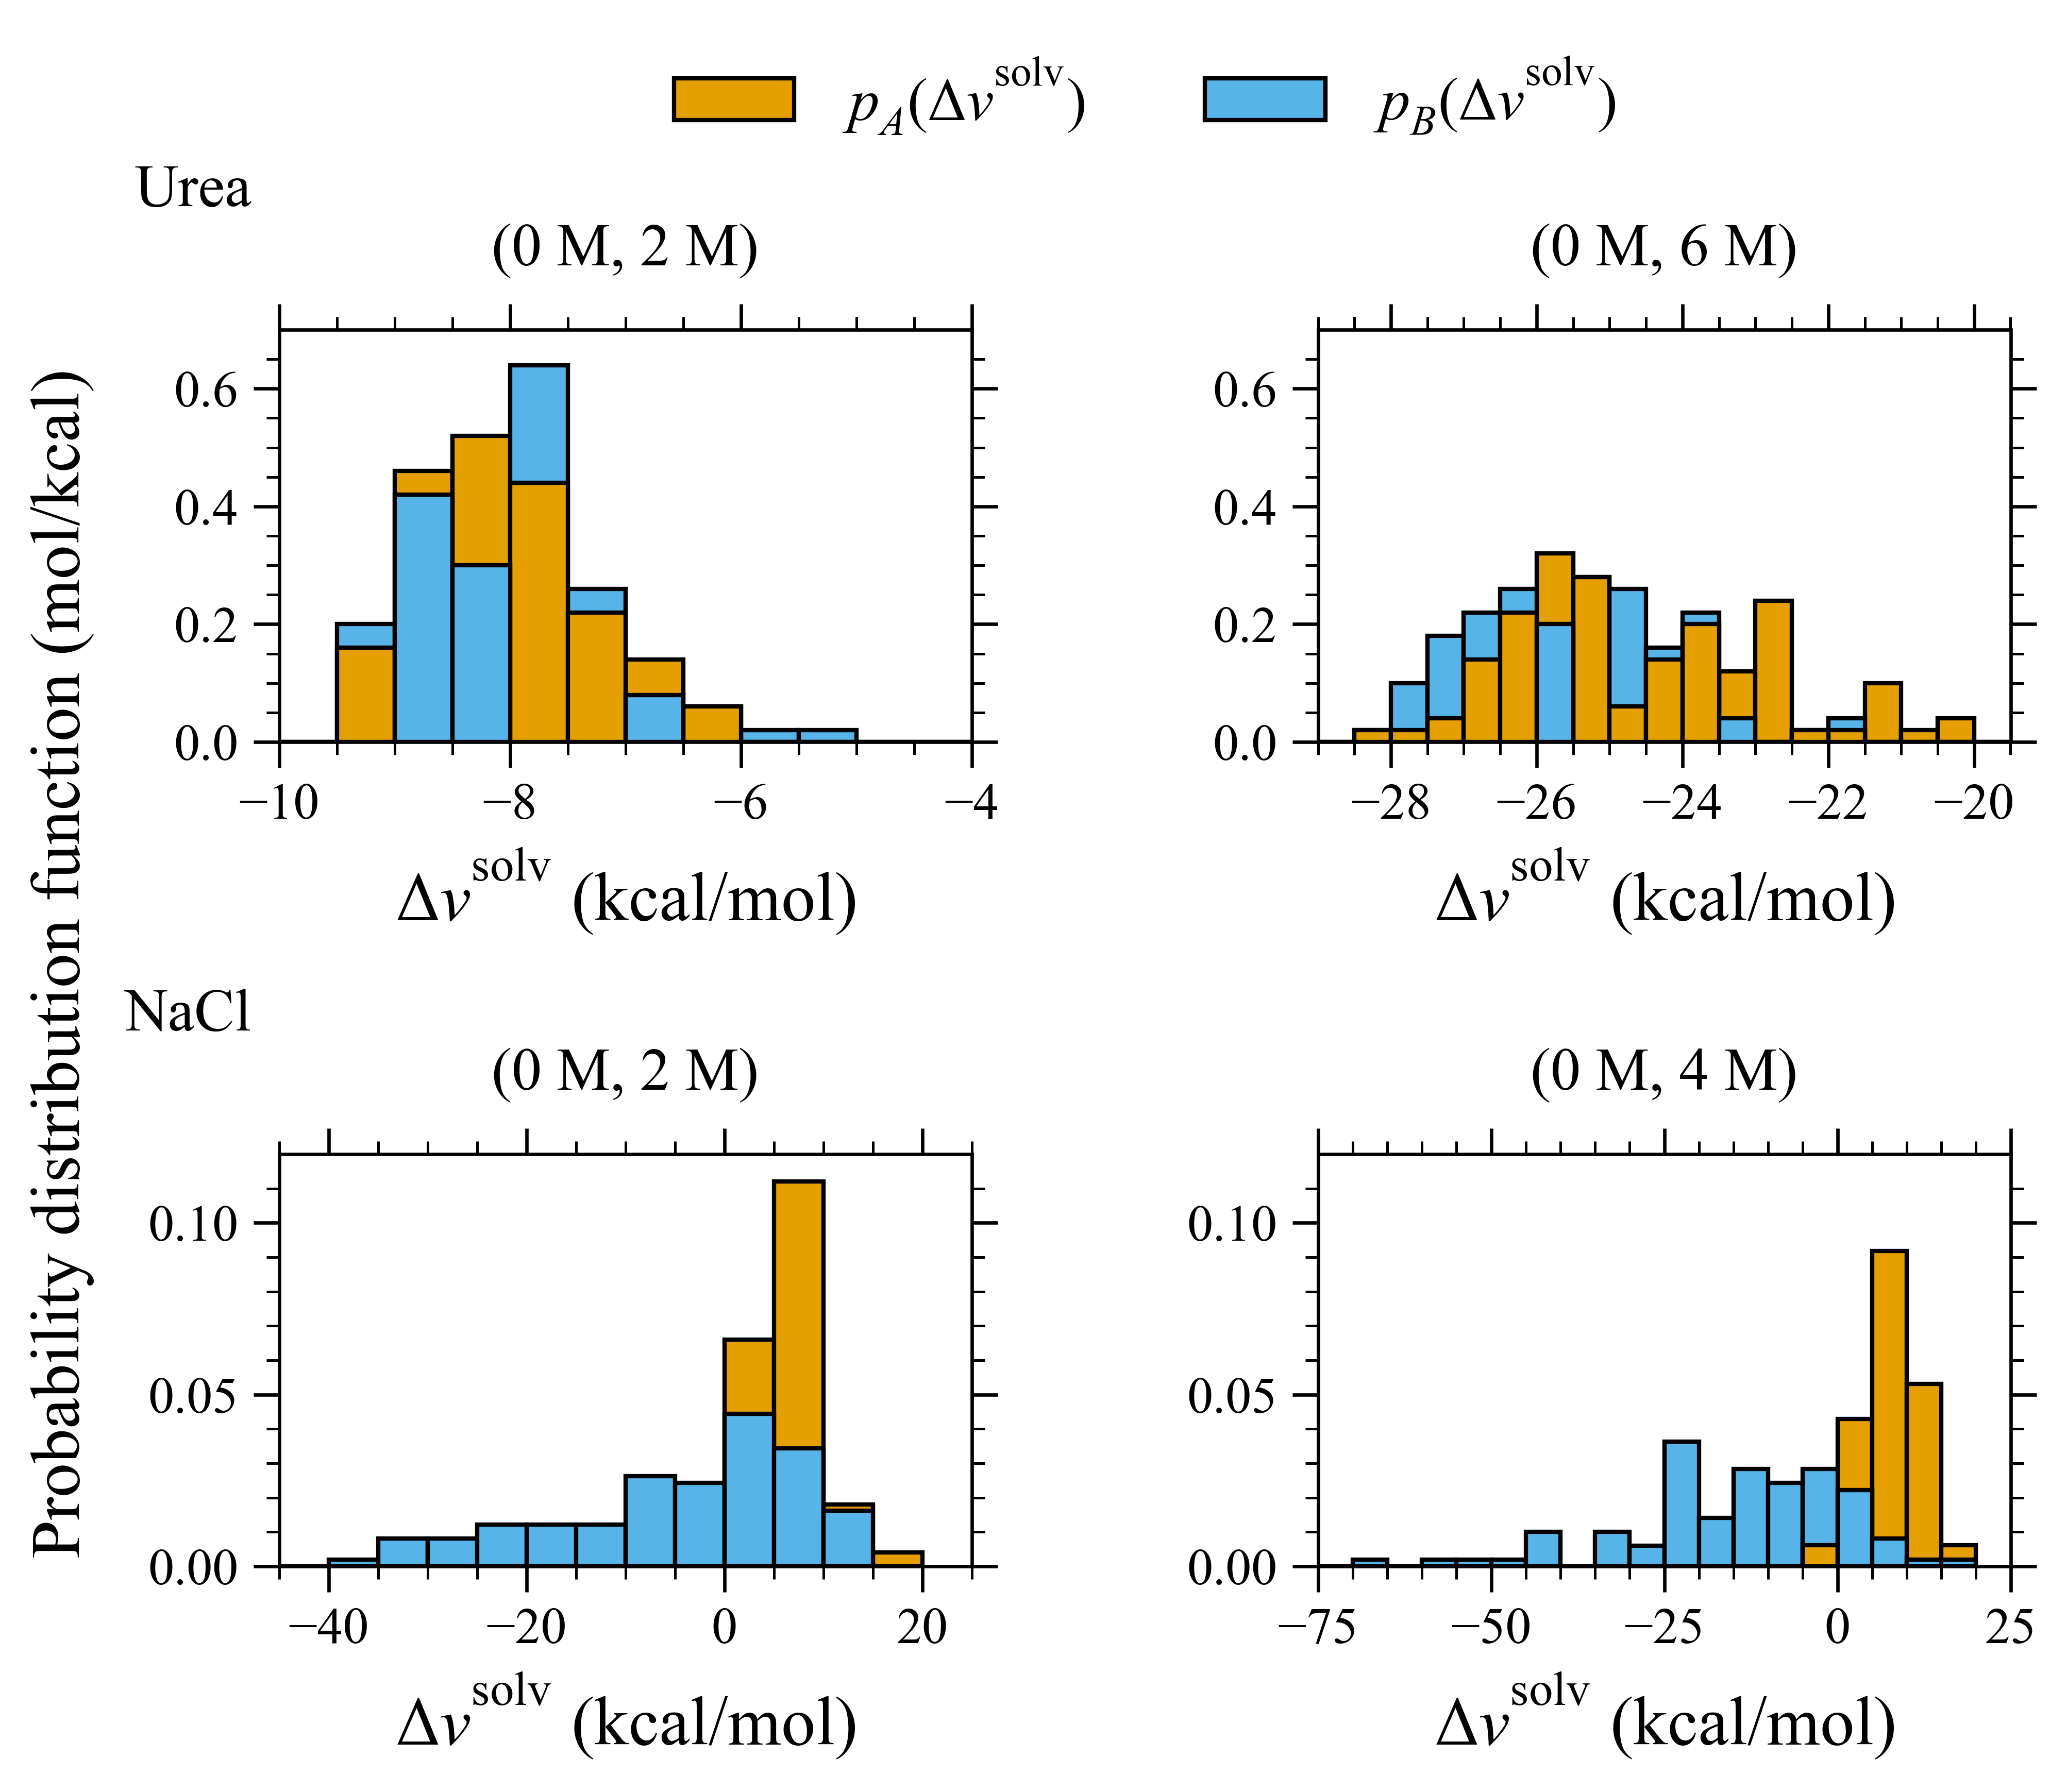 p_A(Δv^solv) p_B(Δv^solv)
Urea
(0 M, 2 M) (0 M, 6 M)
Probability distribution function (mol/kcal)
0.6 0.6
0.4 0.4
0.2 0.2
0.0 0.0
−10 −8 −6 −4 −28 −26 −24 −22 −20
Δv^solv (kcal/mol) Δv^solv (kcal/mol)
NaCl
(0 M, 2 M) (0 M, 4 M)
0.10 0.10
0.05 0.05
0.00 0.00
−40 −20 0 20 −75 −50 −25 0 25
Δv^solv (kcal/mol) Δv^solv (kcal/mol)